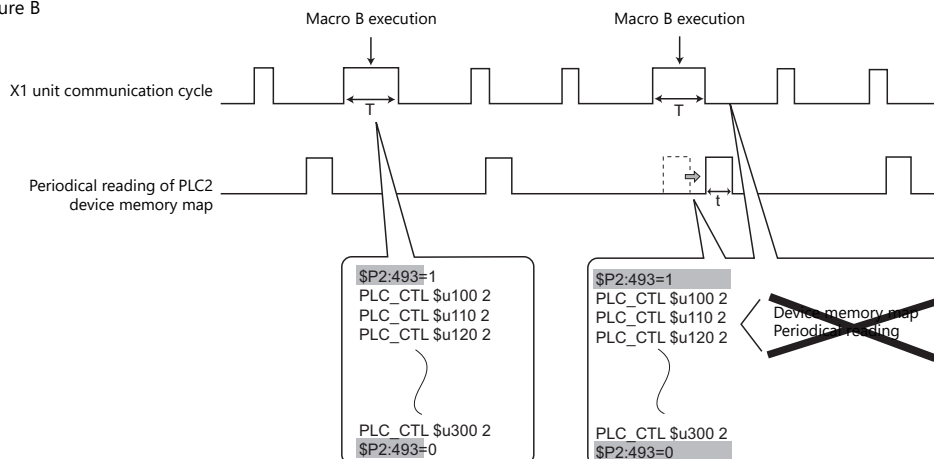 ure B
Macro B execution
Macro B execution
X1 unit communication cycle
T
T
Periodical reading of PLC2
device memory map
t
$P2:493=1
PLC_CTL $u100 2
PLC_CTL $u110 2
PLC_CTL $u120 2
PLC_CTL $u300 2
$P2:493=0
$P2:493=1
PLC_CTL $u100 2
PLC_CTL $u110 2
PLC_CTL $u120 2
PLC_CTL $u300 2
$P2:493=0
Device memory map
Periodical reading